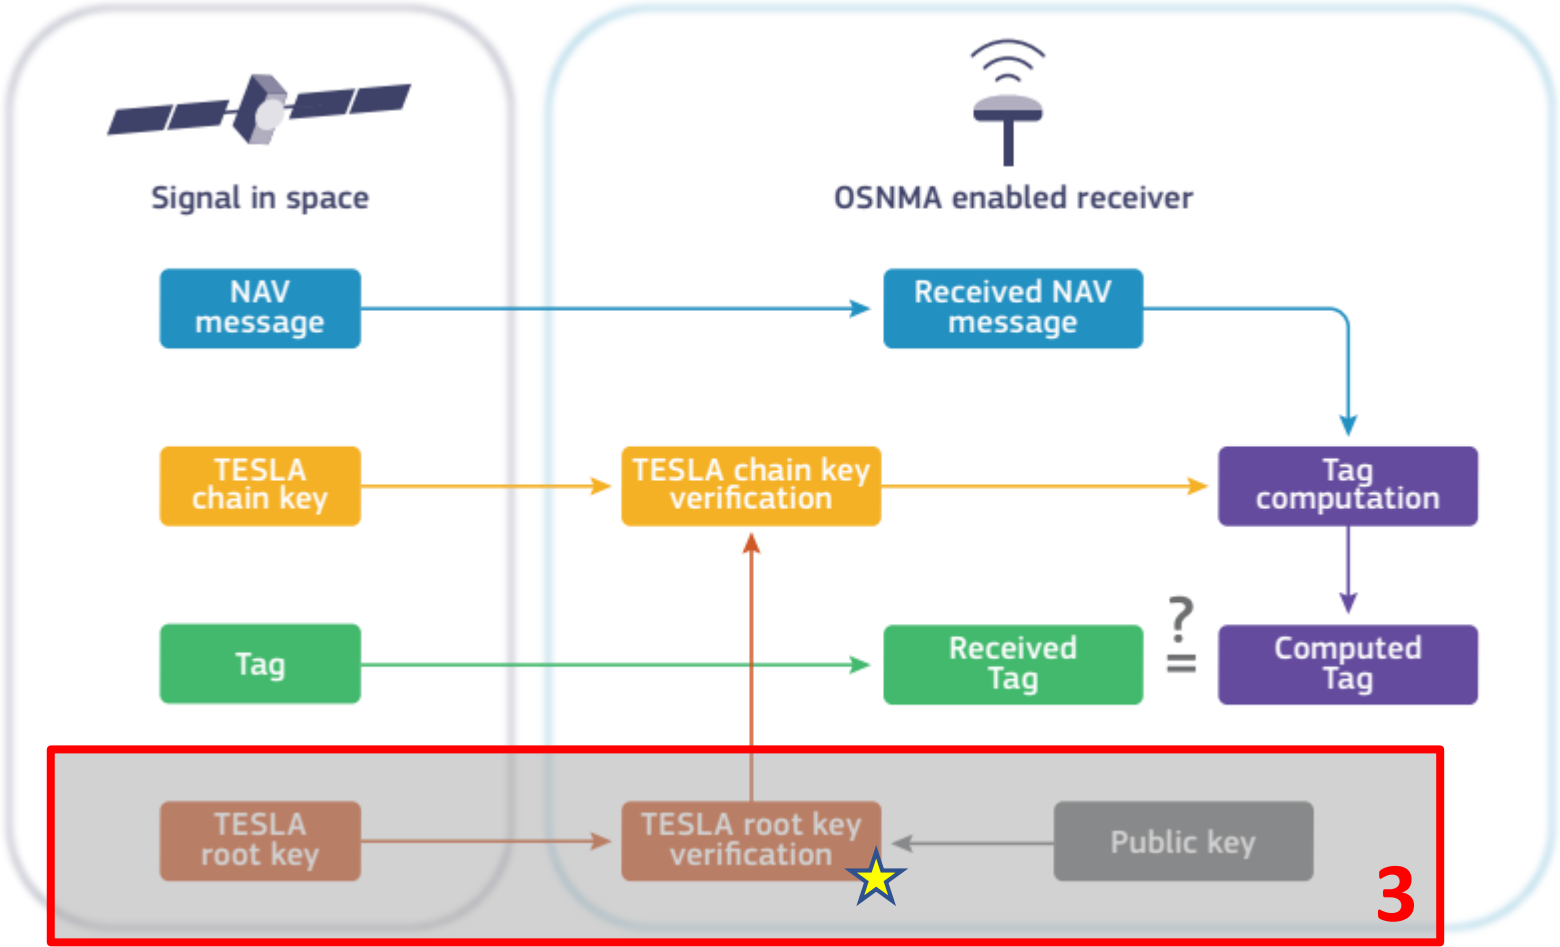 Signal in space
OSNMA enabled receiver
NAV
message
Received NAV
message
TESLA
chain key
TESLA chain key
verification
Tag
computation
Tag
Received
Tag
?
=
Computed
Tag
TESLA
root key
TESLA root key
verification
Public key
3